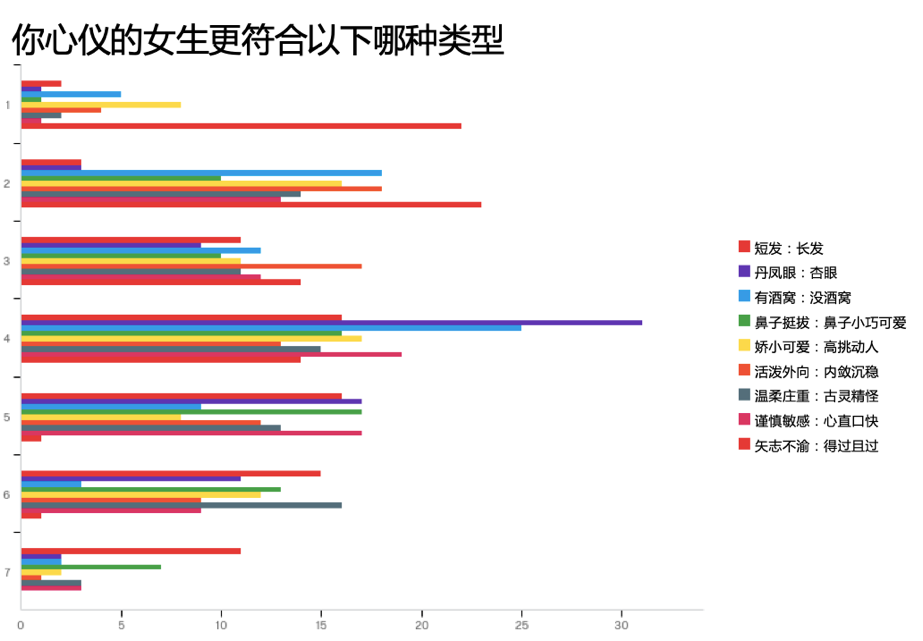 你心仪的女生更符合以下哪种类型
1
2
3
4
5
6
7
0 5 10 15 20 25 30
短发：长发
丹凤眼：杏眼
有酒窝：没酒窝
鼻子挺拔：鼻子小巧可爱
娇小可爱：高挑动人
活泼外向：内敛沉稳
温柔庄重：古灵精怪
谨慎敏感：心直口快
矢志不渝：得过且过